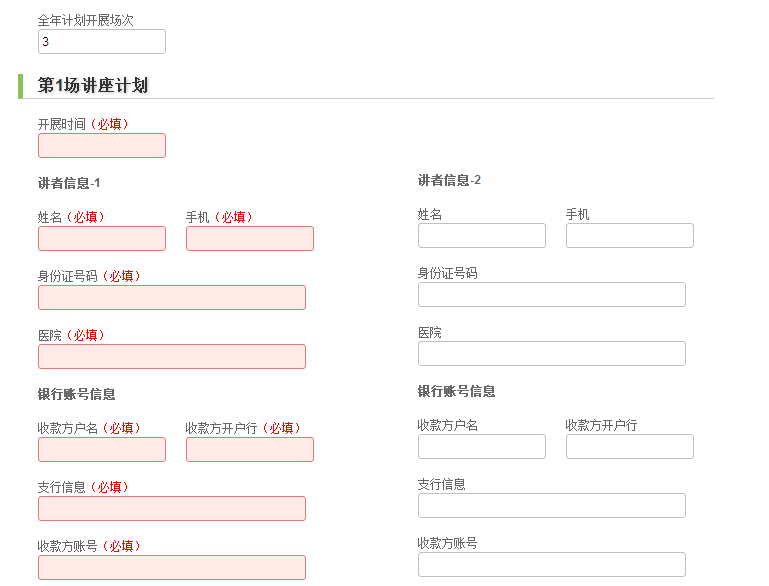 全年计划开展场次
3
第1场讲座计划
开展时间（必填）
讲者信息-1
姓名（必填） 手机（必填）
身份证号码（必填）
医院（必填）
银行账号信息
收款方户名（必填） 收款方开户行（必填）
支行信息（必填）
收款方账号（必填）
讲者信息-2
姓名 手机
身份证号码
医院
银行账号信息
收款方户名 收款方开户行
支行信息
收款方账号